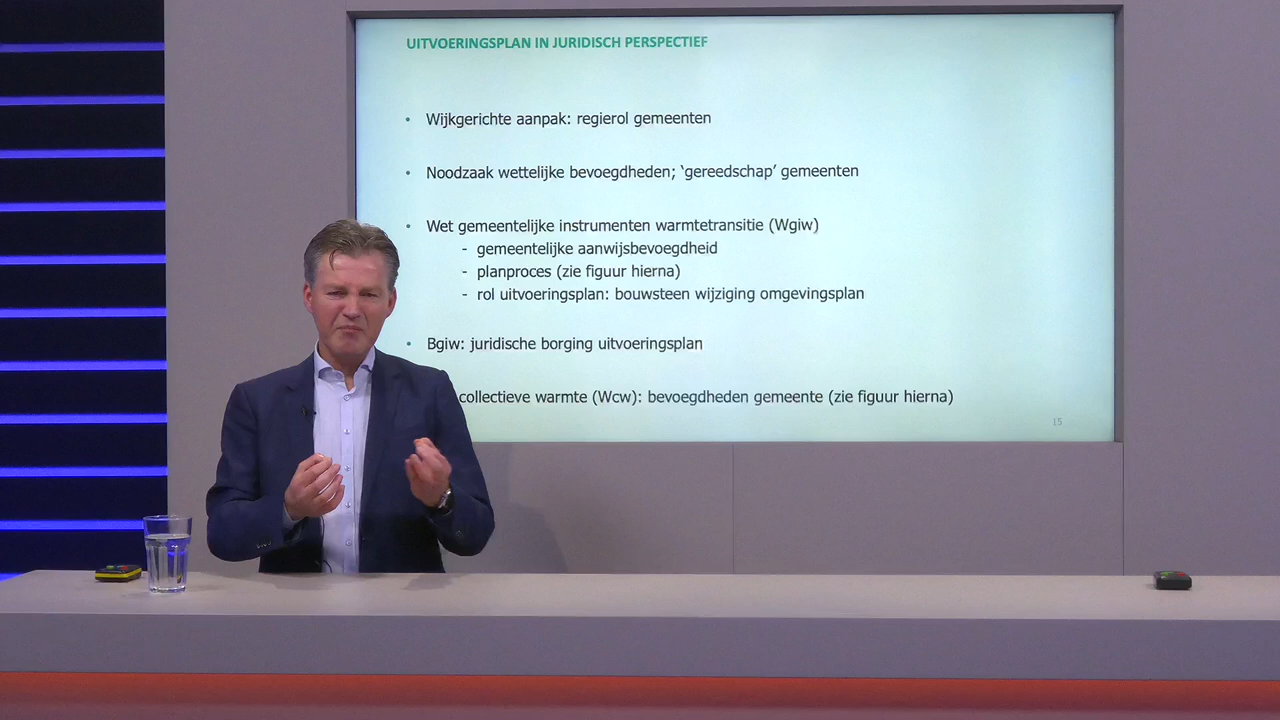 UITVOERINGSPLAN IN JURIDISCH PERSPECTIEF
• Wijkgerichte aanpak: regierol gemeenten
• Noodzaak wettelijke bevoegdheden; ‘gereedschap’ gemeenten
• Wet gemeentelijke instrumenten warmtetransitie (Wgiw)
- gemeentelijke aanwijsbevoegdheid
- planproces (zie figuur hierna)
- rol uitvoeringsplan: bouwsteen wijziging omgevingsplan
• Bgiw: juridische borging uitvoeringsplan
collectieve warmte (Wcw): bevoegdheden gemeente (zie figuur hierna)
15